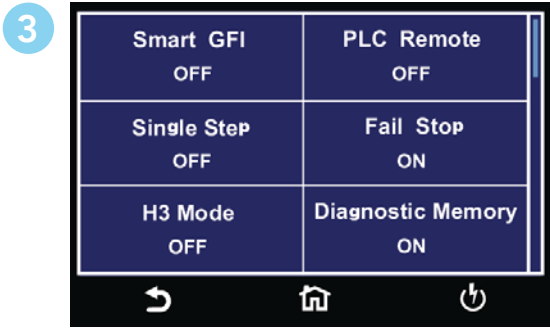 3
Smart GFI
OFF
PLC Remote
OFF
Single Step
OFF
Fail Stop
ON
H3 Mode
OFF
Diagnostic Memory
ON